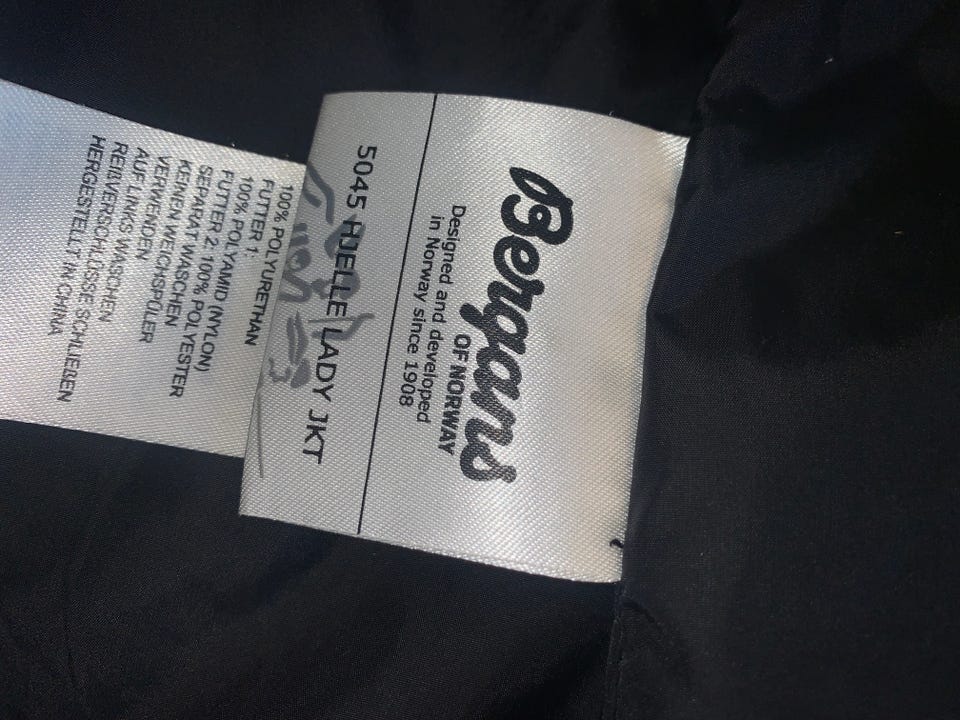 Bergans
OF NORWAY
Designed and developed
in Norway since 1908
5045 HJELLE LADY JKT
100% POLYURETHAN
FUTTER 1:
100% POLYAMID (NYLON)
FUTTER 2: 100% POLYESTER
SEPARAT WASCHEN
KEINEN WEICHSPÜLER
VERWENDEN
AUF LINKS WASCHEN
REIßVERSCHLÜSSE SCHLIEßEN
HERGESTELLT IN CHINA